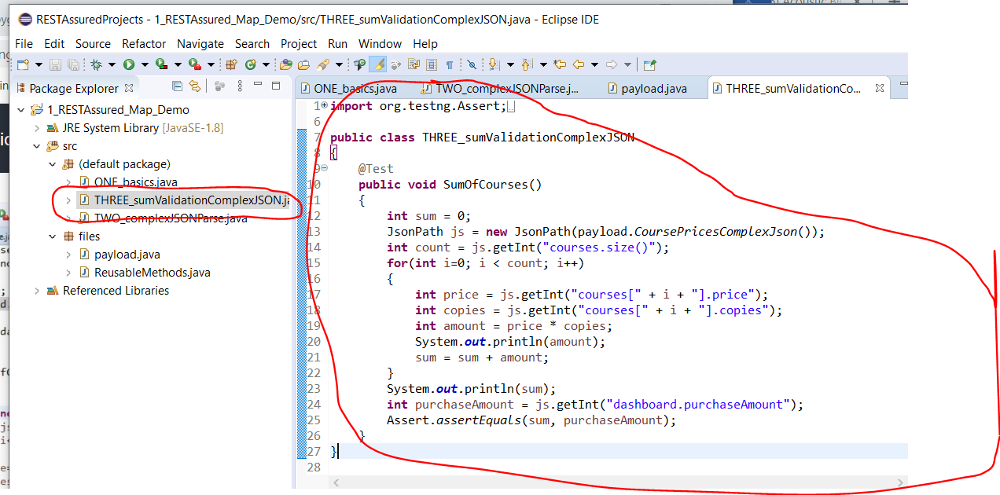 RESTAssuredProjects - 1_RESTAssured_Map_Demo/src/THREE_sumValidationComplexJSON.java - Eclipse IDE
File Edit Source Refactor Navigate Search Project Run Window Help
Package Explorer
1_RESTAssured_Map_Demo
JRE System Library [JavaSE-1.8]
src
(default package)
ONE_basics.java
THREE_sumValidationComplexJSON.ja
TWO_complexJSONParse.java
files
payload.java
ReusableMethods.java
Referenced Libraries
ONE_basics.java TWO_complexJSONParse.j... payload.java THREE_sumValidationCo...
1 import org.testng.Assert;
6
7 public class THREE_sumValidationComplexJSON
8 {
9 @Test
10 public void SumOfCourses()
11 {
12 int sum = 0;
13 JsonPath js = new JsonPath(payload.CoursePricesComplexJson());
14 int count = js.getInt("courses.size()");
15 for(int i=0; i < count; i++)
16 {
17 int price = js.getInt("courses[" + i + "].price");
18 int copies = js.getInt("courses[" + i + "].copies");
19 int amount = price * copies;
20 System.out.println(amount);
21 sum = sum + amount;
22 }
23 System.out.println(sum);
24 int purchaseAmount = js.getInt("dashboard.purchaseAmount");
25 Assert.assertEquals(sum, purchaseAmount);
26 }
27 }
28